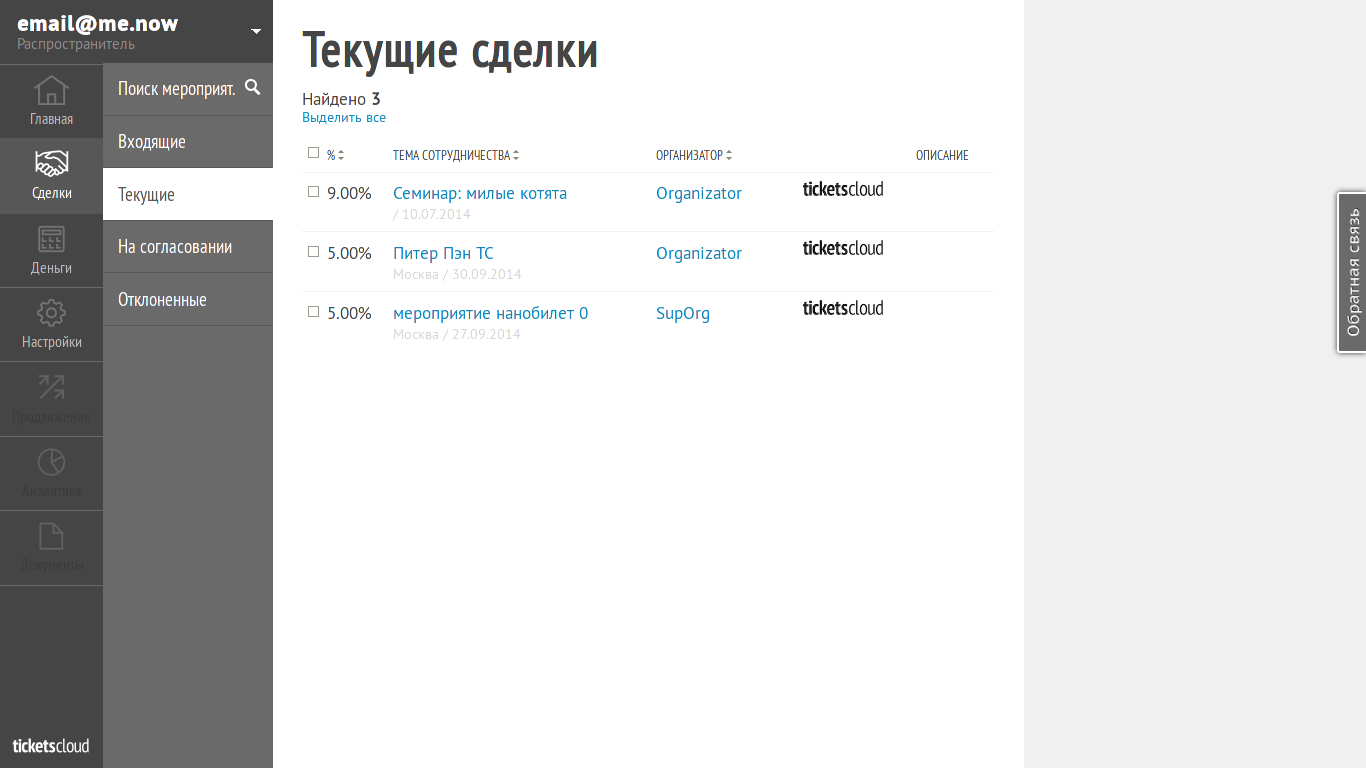 email@me.now
Распространитель
Главная
Сделки
Деньги
Настройки
Продвижение
Аналитика
Документы
ticketscloud
Поиск мероприят.
Входящие
Текущие
На согласовании
Отклоненные
Текущие сделки
Найдено 3
Выделить все
% ТЕМА СОТРУДНИЧЕСТВА ОРГАНИЗАТОР ОПИСАНИЕ
9.00% Семинар: милые котята Organizator ticketscloud
/ 10.07.2014
5.00% Питер Пэн ТС Organizator ticketscloud
Москва / 30.09.2014
5.00% мероприятие нанобилет 0 SupOrg ticketscloud
Москва / 27.09.2014
Обратная связь